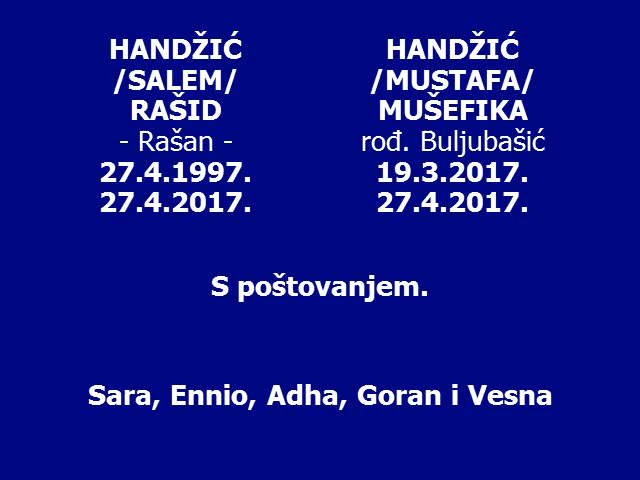 HANDŽIĆ
/SALEM/
RAŠID
- Rašan -
27.4.1997.
27.4.2017.
HANDŽIĆ
/MUSTAFA/
MUŠEFIKA
rođ. Buljubašić
19.3.2017.
27.4.2017.
S poštovanjem.
Sara, Ennio, Adha, Goran i Vesna